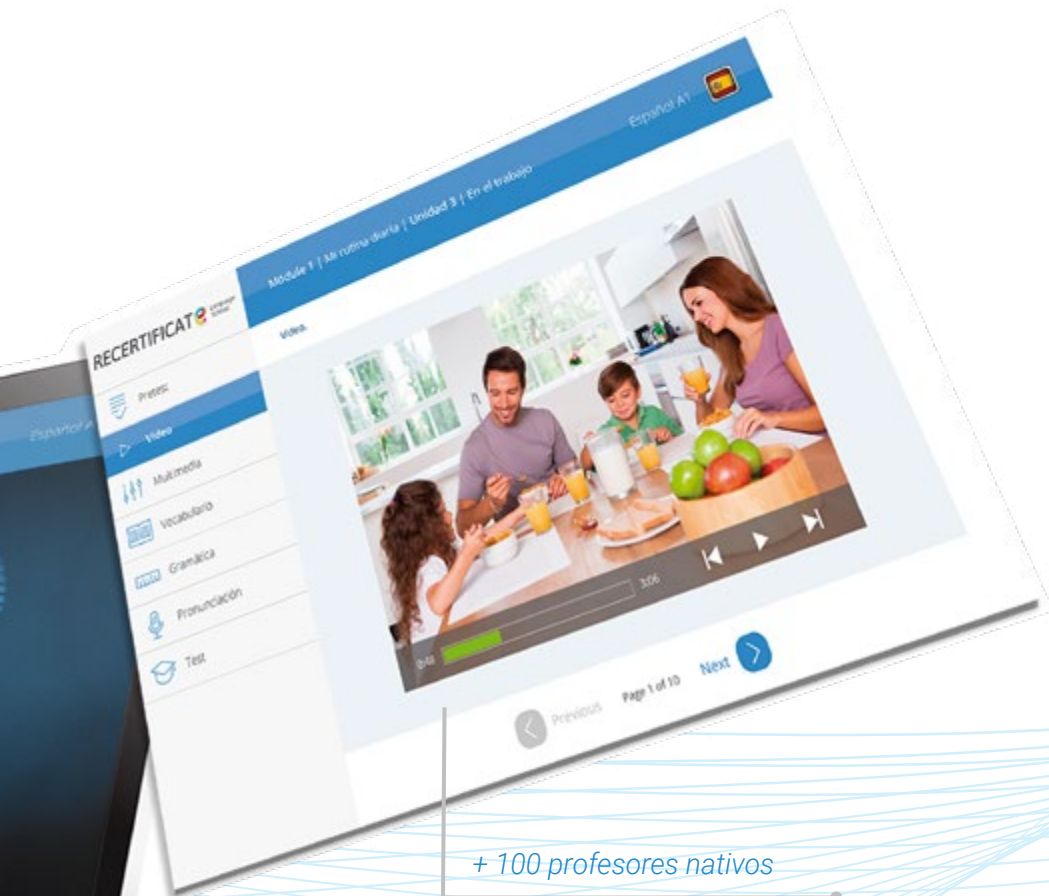 Español A1
Módule 1 | Mi rutina diaria | Unidad 3 | En el trabajo
RECERTIFICATE
Video
Pretest
Video
Multimedia
Vocabulario
Gramática
Pronunciación
Test
3:06
Previous
Page 1 of 10
Next
+ 100 profesores nativos